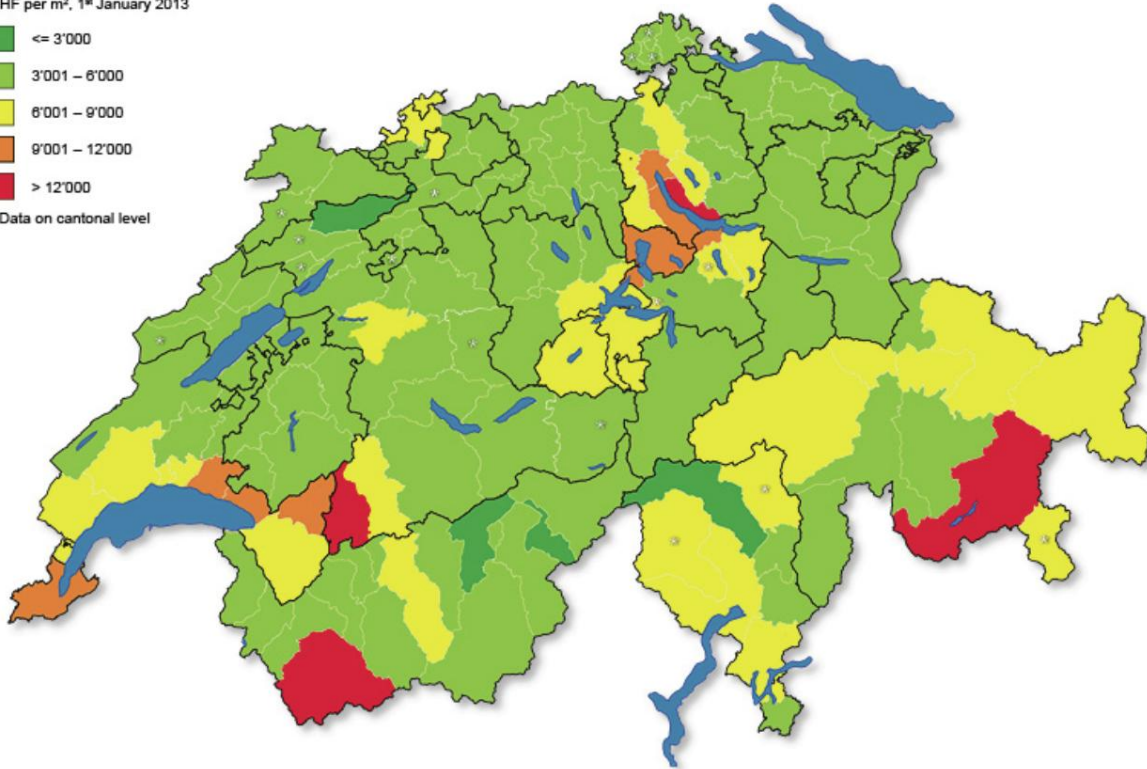 HF per m², 1st January 2013
<= 3'000
3'001 – 6'000
6'001 – 9'000
9'001 – 12'000
> 12'000
Data on cantonal level